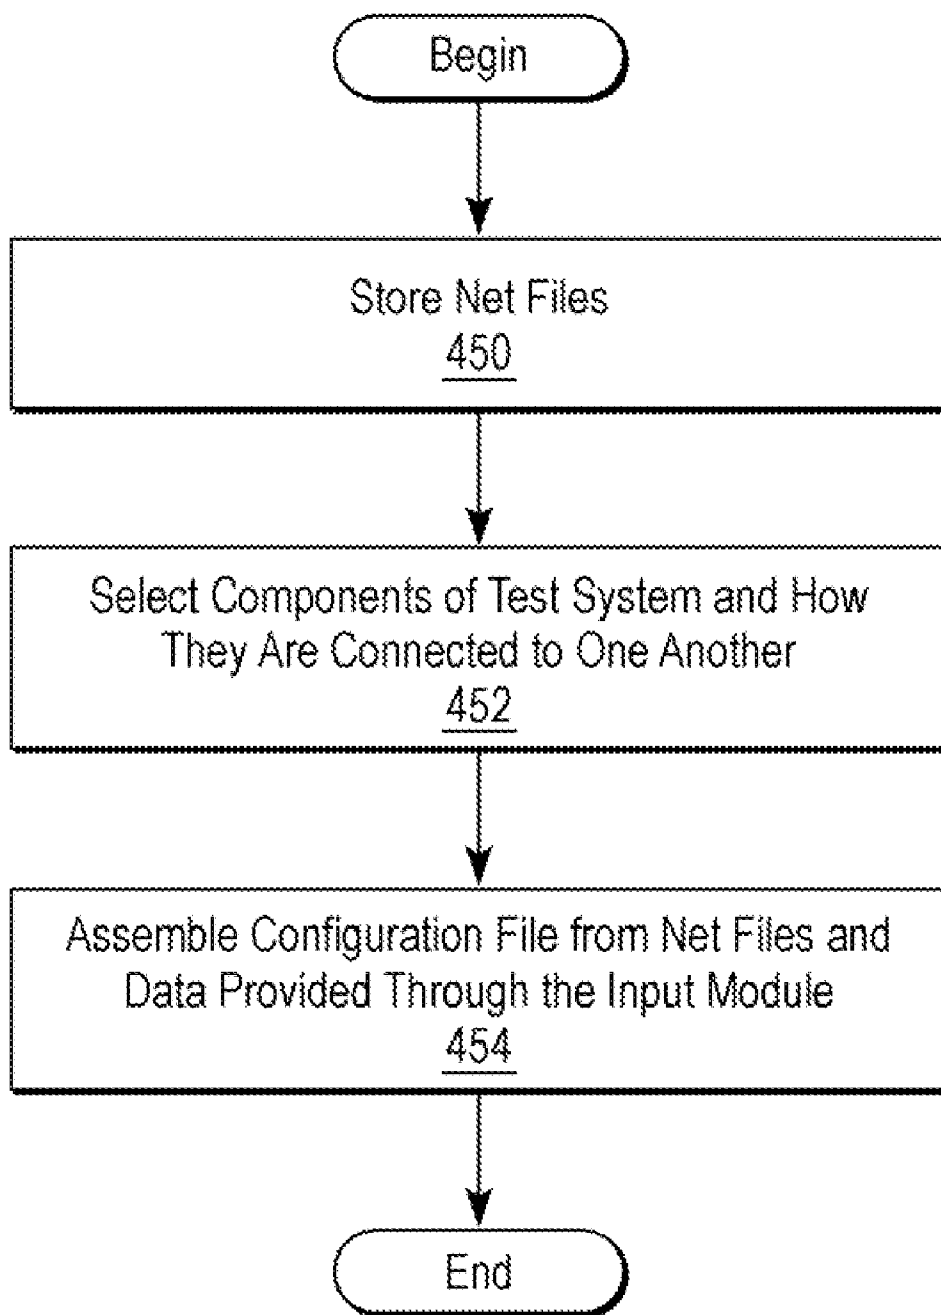 Begin
Store Net Files
450
Select Components of Test System and How
They Are Connected to One Another
452
Assemble Configuration File from Net Files and
Data Provided Through the Input Module
454
End